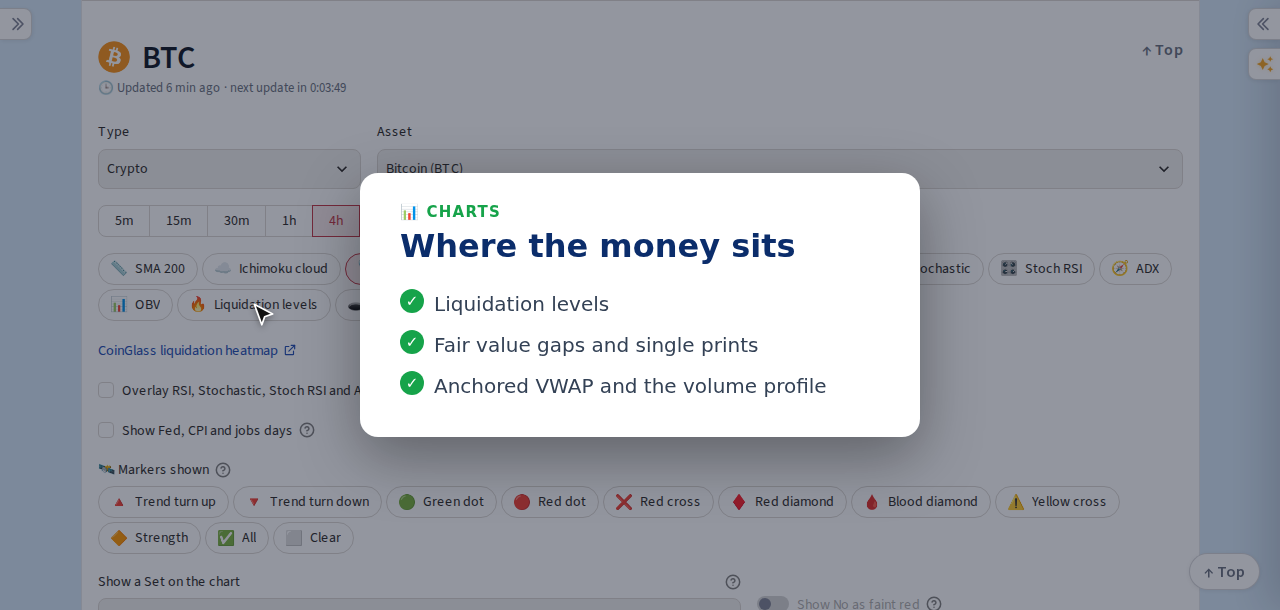 BTC
↑ Top
Updated 6 min ago · next update in 0:03:49
Type
Asset
Crypto
Bitcoin (BTC)
5m 15m 30m 1h 4h
CHARTS
Where the money sits
SMA 200 Ichimoku cloud
ochastic Stoch RSI ADX
OBV Liquidation levels
Liquidation levels
Fair value gaps and single prints
Anchored VWAP and the volume profile
CoinGlass liquidation heatmap
Overlay RSI, Stochastic, Stoch RSI and A
Show Fed, CPI and jobs days
Markers shown
Trend turn up Trend turn down Green dot Red dot Red cross Red diamond Blood diamond Yellow cross
Strength All Clear
↑ Top
Show a Set on the chart
Show No as faint red